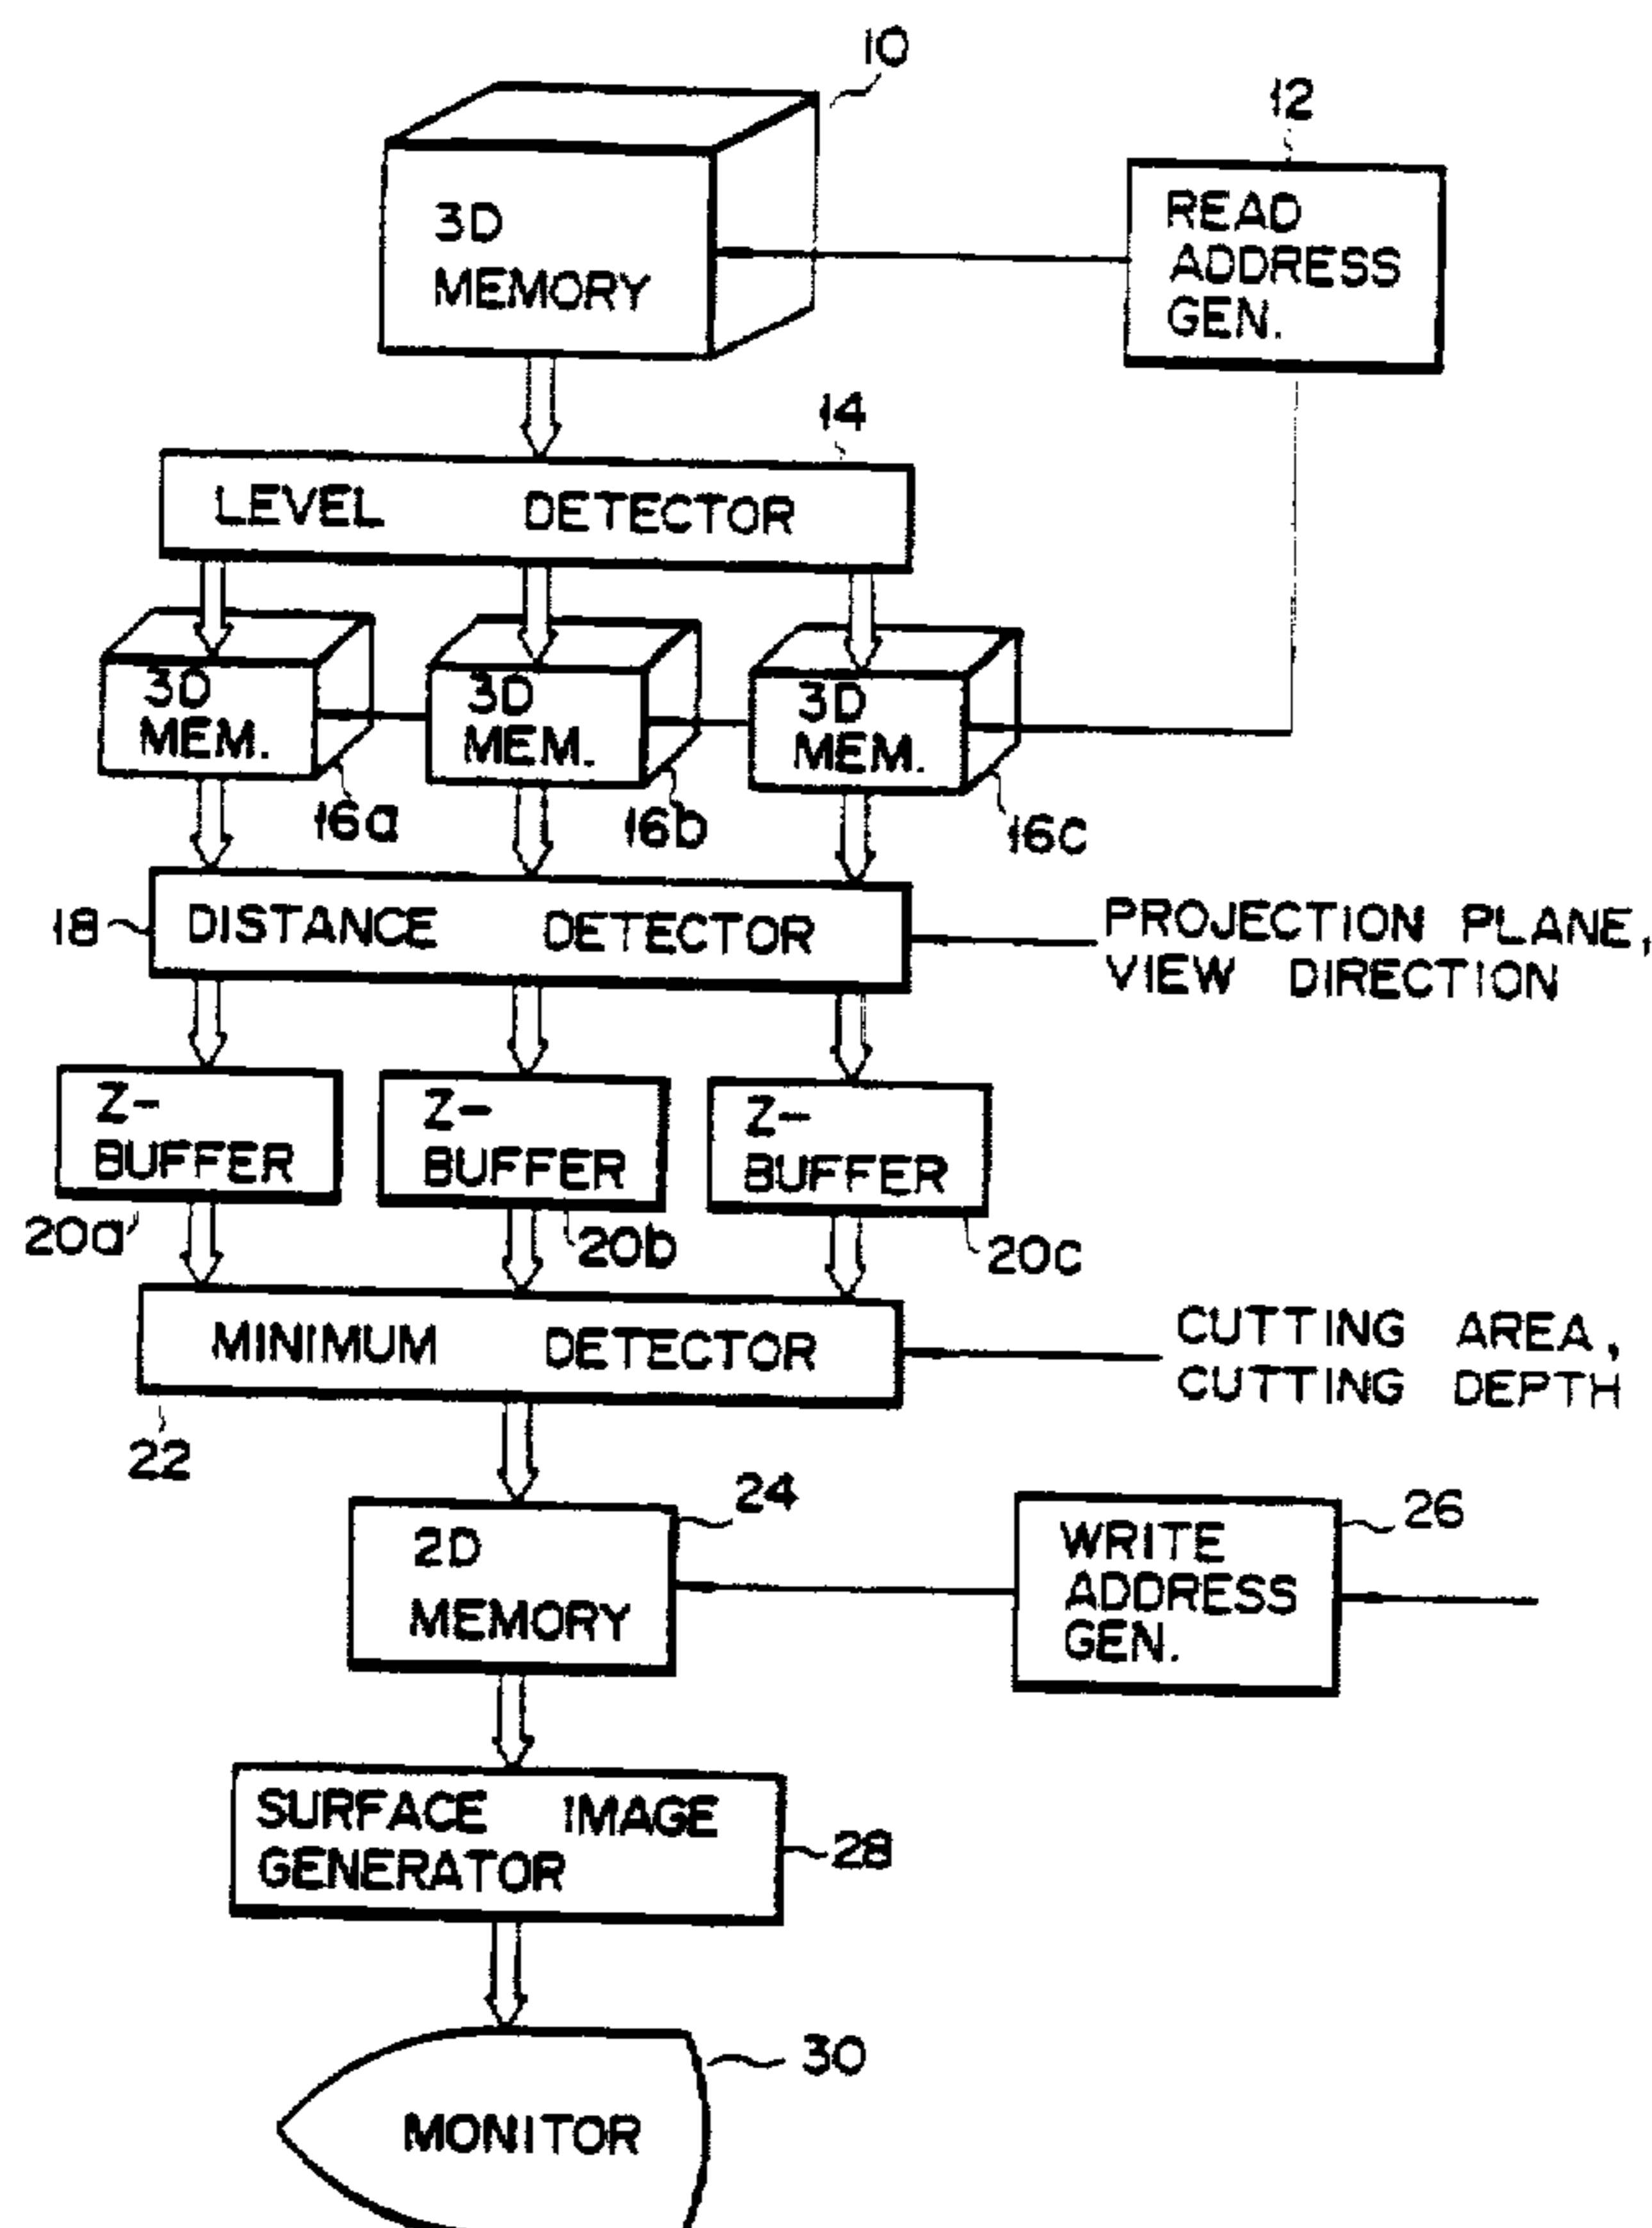 10
12
3D
MEMORY
READ
ADDRESS
GEN.
14
LEVEL DETECTOR
3D
MEM.
3D
MEM.
3D
MEM.
16a
16b
16c
18
DISTANCE DETECTOR
PROJECTION PLANE,
VIEW DIRECTION
Z-
BUFFER
Z-
BUFFER
Z-
BUFFER
20a
20b
20c
MINIMUM DETECTOR
CUTTING AREA,
CUTTING DEPTH
22
24
2D
MEMORY
26
WRITE
ADDRESS
GEN.
SURFACE IMAGE
GENERATOR
28
30
MONITOR